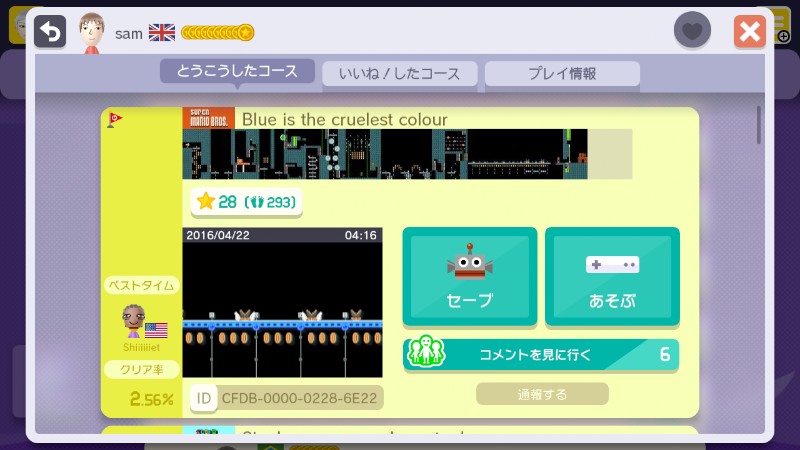 sam
とうこうしたコース
いいね！したコース
プレイ情報
SUPER
MARIO BROS.
Blue is the cruelest colour
28 (293)
2016/04/22
04:16
ベストタイム
Shiiiiiiet
クリア率
2.56%
セーブ
あそぶ
コメントを見に行く
6
ID
CFDB-0000-0228-6E22
通報する